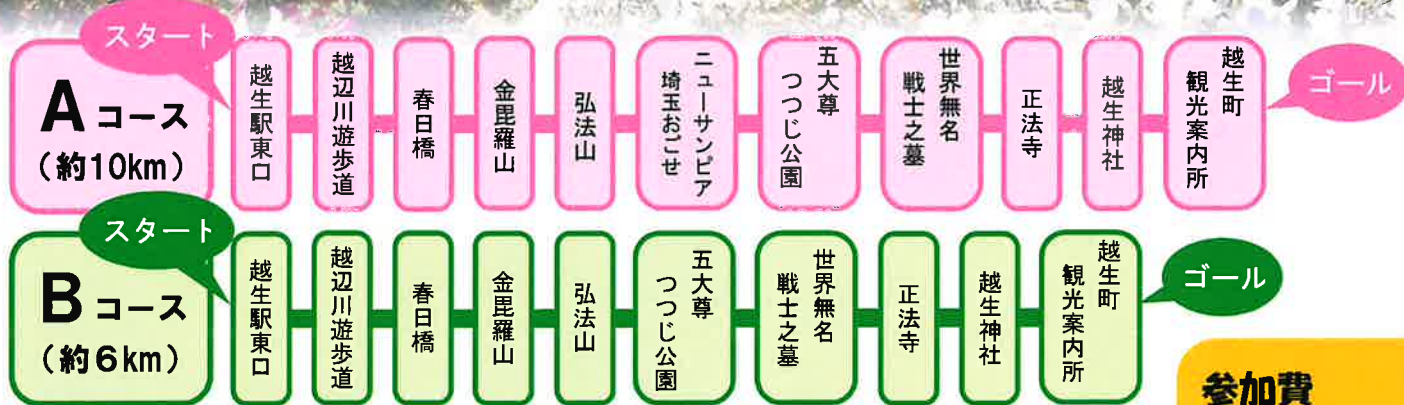 スタート
Aコース
(約10km)
越生駅東口
越辺川遊歩道
春日橋
金毘羅山
弘法山
ニューサンピア
埼玉おごせ
五大尊
つつじ公園
世界無名
戦士之墓
正法寺
越生神社
越生町
観光案内所
ゴール
スタート
Bコース
(約6km)
越生駅東口
越辺川遊歩道
春日橋
金毘羅山
弘法山
五大尊
つつじ公園
世界無名
戦士之墓
正法寺
越生神社
越生町
観光案内所
ゴール
参加費